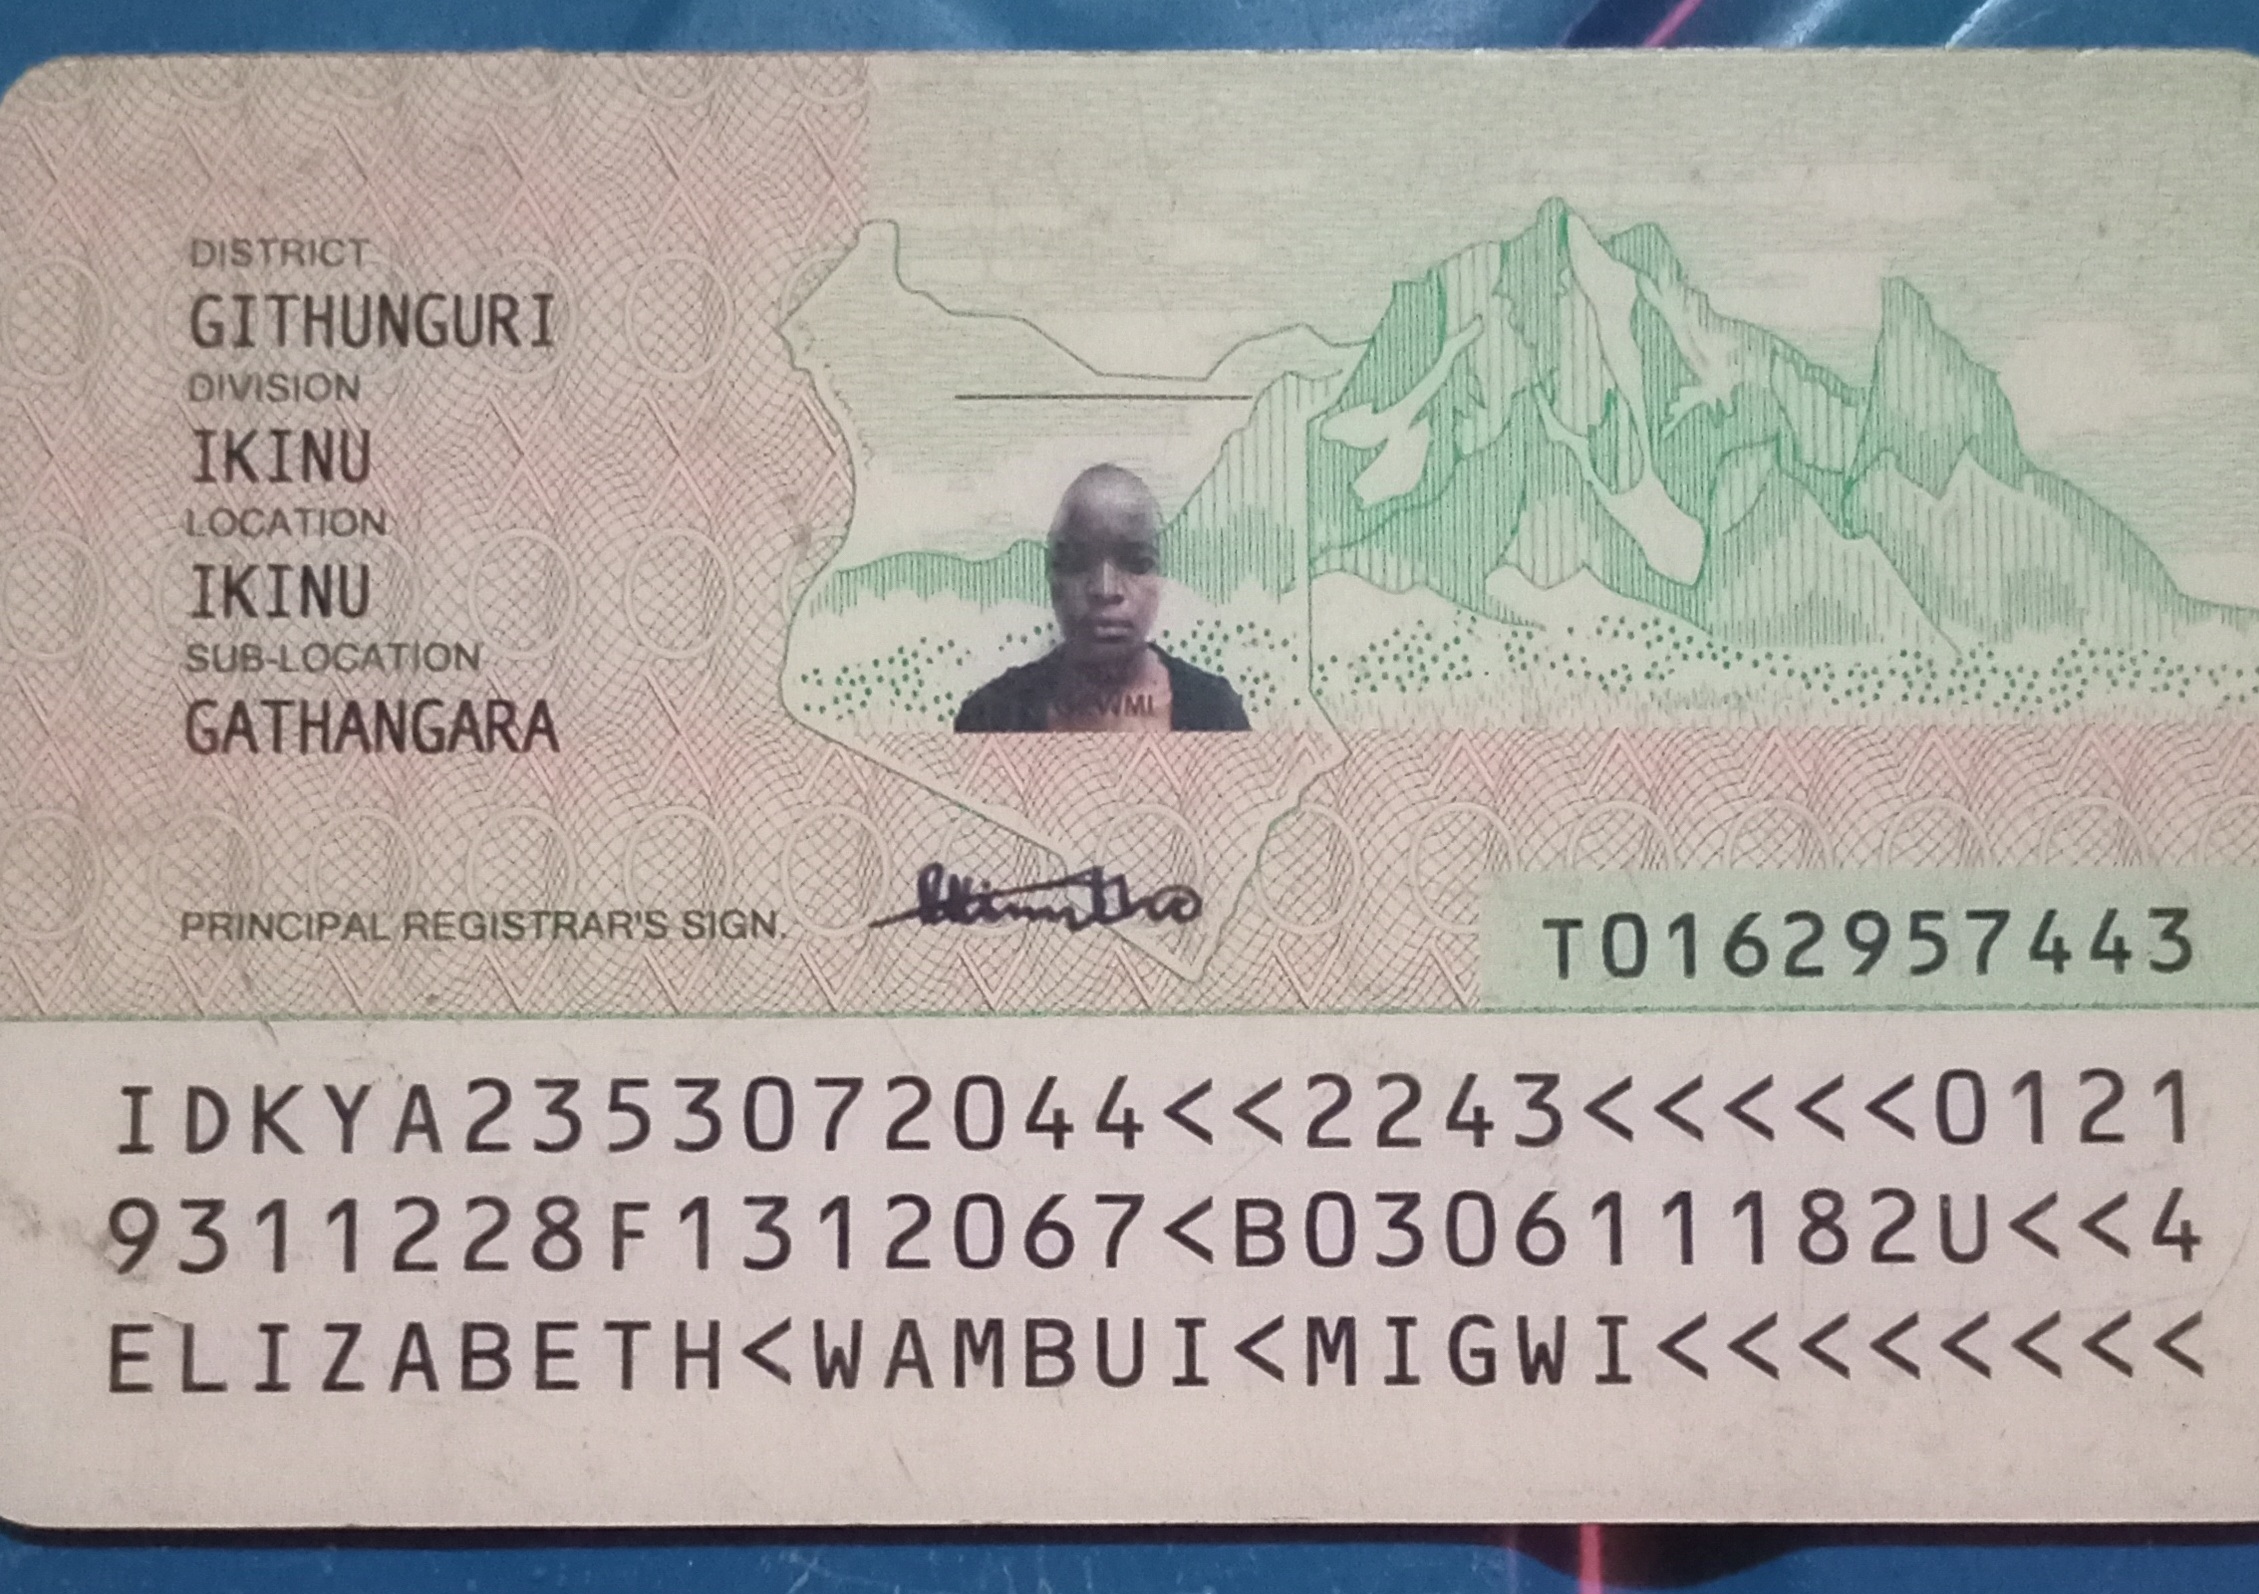 DISTRICT
GITHUNGURI
DIVISION
IKINU
LOCATION
IKINU
SUB-LOCATION
GATHANGARA
WMI
PRINCIPAL REGISTRAR'S SIGN.
T0162957443
IDKYA2353072044<<2243<<<<<0121
9311228F1312067<B030611182U<<4
ELIZABETH<WAMBUI<MIGWI<<<<<<<<